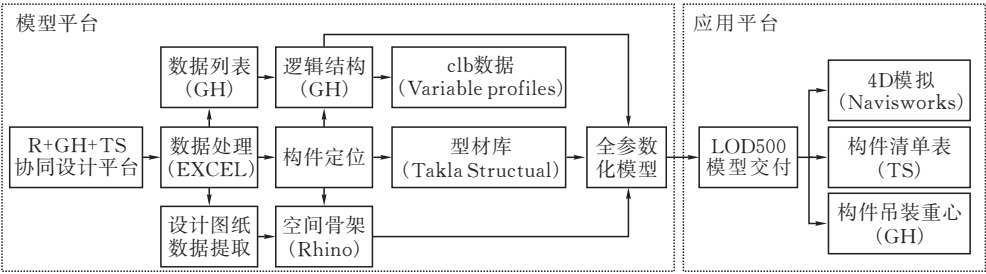 模型平台
应用平台
数据列表
(GH)
逻辑结构
(GH)
clb数据
(Variable profiles)
4D模拟
(Navisworks)
R+GH+TS
协同设计平台
数据处理
(EXCEL)
构件定位
型材库
(Takla Structual)
全参数
化模型
LOD500
模型交付
构件清单表
(TS)
设计图纸
数据提取
空间骨架
(Rhino)
构件吊装重心
(GH)